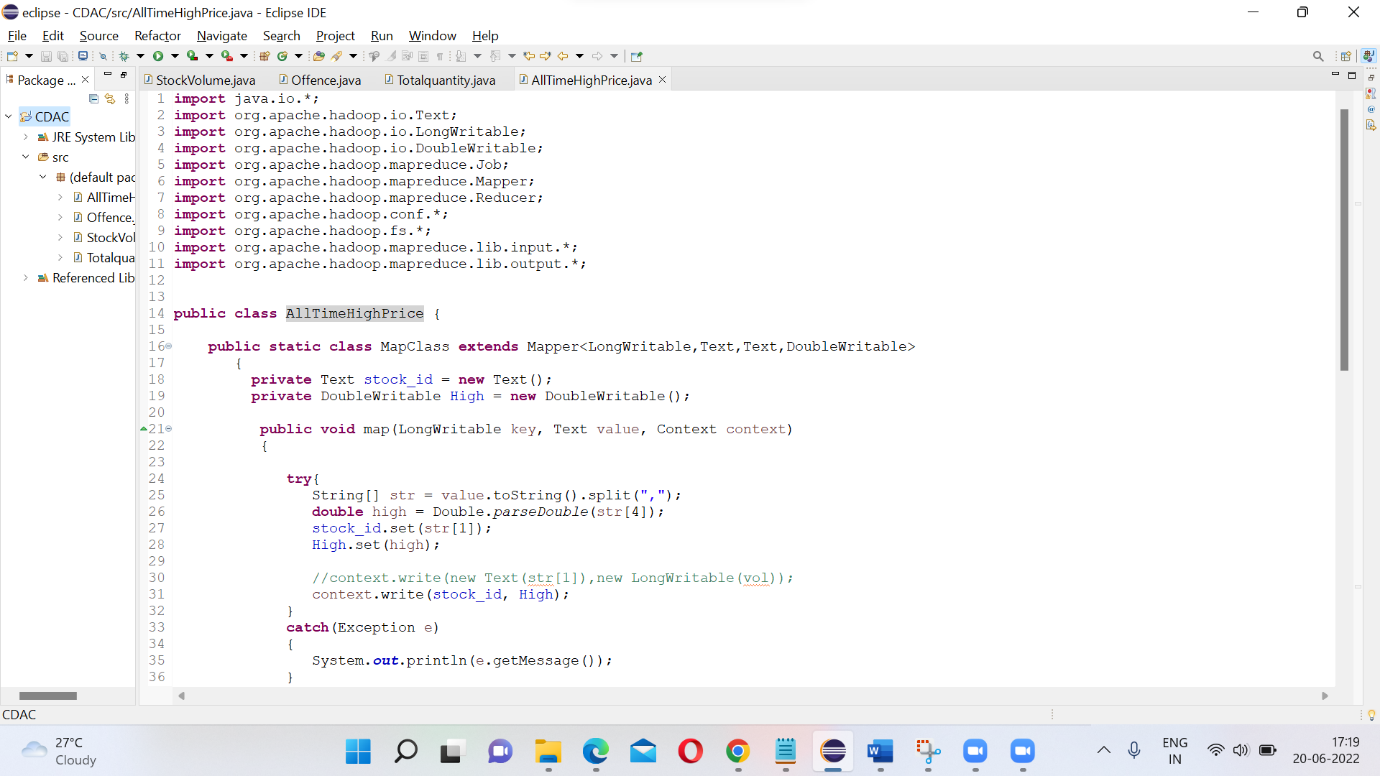 eclipse - CDAC/src/AllTimeHighPrice.java - Eclipse IDE
File Edit Source Refactor Navigate Search Project Run Window Help
Package ... StockVolume.java Offence.java Totalquantity.java AllTimeHighPrice.java
CDAC
JRE System Lib
src
(default pac
AllTimeH
Offence.
StockVol
Totalqua
Referenced Lib
1 import java.io.*;
2 import org.apache.hadoop.io.Text;
3 import org.apache.hadoop.io.LongWritable;
4 import org.apache.hadoop.io.DoubleWritable;
5 import org.apache.hadoop.mapreduce.Job;
6 import org.apache.hadoop.mapreduce.Mapper;
7 import org.apache.hadoop.mapreduce.Reducer;
8 import org.apache.hadoop.conf.*;
9 import org.apache.hadoop.fs.*;
10 import org.apache.hadoop.mapreduce.lib.input.*;
11 import org.apache.hadoop.mapreduce.lib.output.*;
12
13
14 public class AllTimeHighPrice {
15
16 public static class MapClass extends Mapper<LongWritable,Text,Text,DoubleWritable>
17 {
18 private Text stock_id = new Text();
19 private DoubleWritable High = new DoubleWritable();
20
21 public void map(LongWritable key, Text value, Context context)
22 {
23
24 try{
25 String[] str = value.toString().split(",");
26 double high = Double.parseDouble(str[4]);
27 stock_id.set(str[1]);
28 High.set(high);
29
30 //context.write(new Text(str[1]),new LongWritable(vol));
31 context.write(stock_id, High);
32 }
33 catch(Exception e)
34 {
35 System.out.println(e.getMessage());
36 }
CDAC
27°C
Cloudy
ENG
IN
17:19
20-06-2022